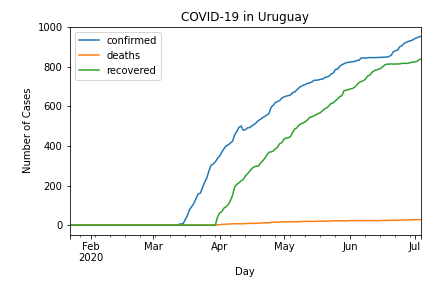 COVID-19 in Uruguay
confirmed
deaths
recovered
1000
800
600
400
200
0
Number of Cases
Feb
2020
Mar
Apr
May
Jun
Jul
Day